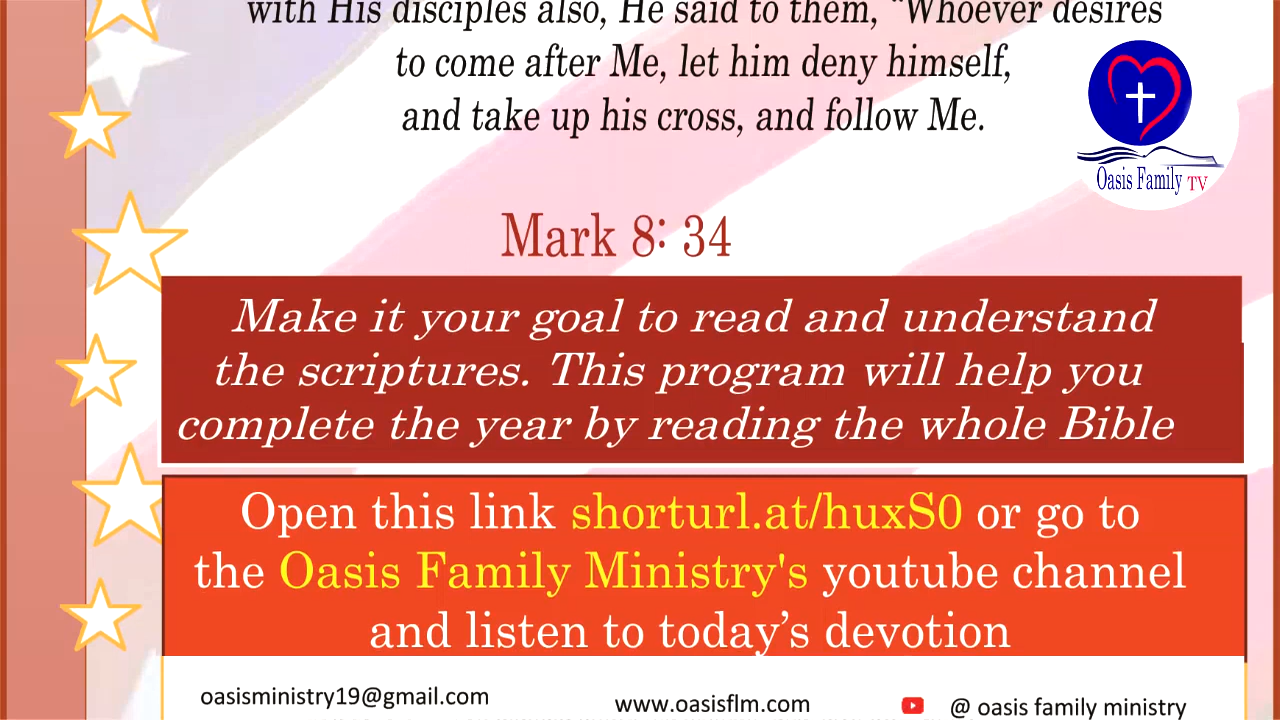 with His disciples also, He said to them, "Whoever desires
to come after Me, let him deny himself,
and take up his cross, and follow Me.
Oasis Family TV
Mark 8: 34
Make it your goal to read and understand
the scriptures. This program will help you
complete the year by reading the whole Bible
Open this link shorturl.at/huxS0 or go to
the Oasis Family Ministry's youtube channel
and listen to today’s devotion
oasisministry19@gmail.com
www.oasisflm.com
@ oasis family ministry